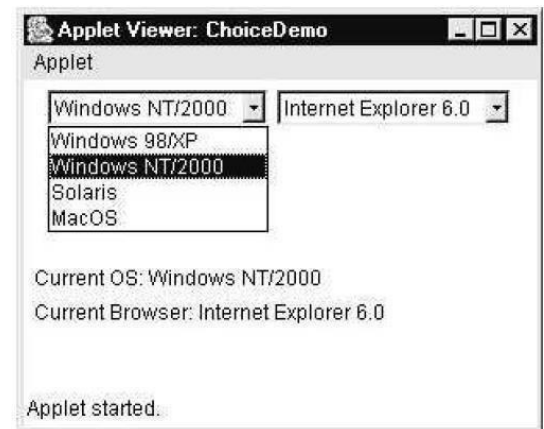 Applet Viewer: ChoiceDemo
Applet
Windows NT/2000 Internet Explorer 6.0
Windows 98/XP
Windows NT/2000
Solaris
MacOS
Current OS: Windows NT/2000
Current Browser: Internet Explorer 6.0
Applet started.